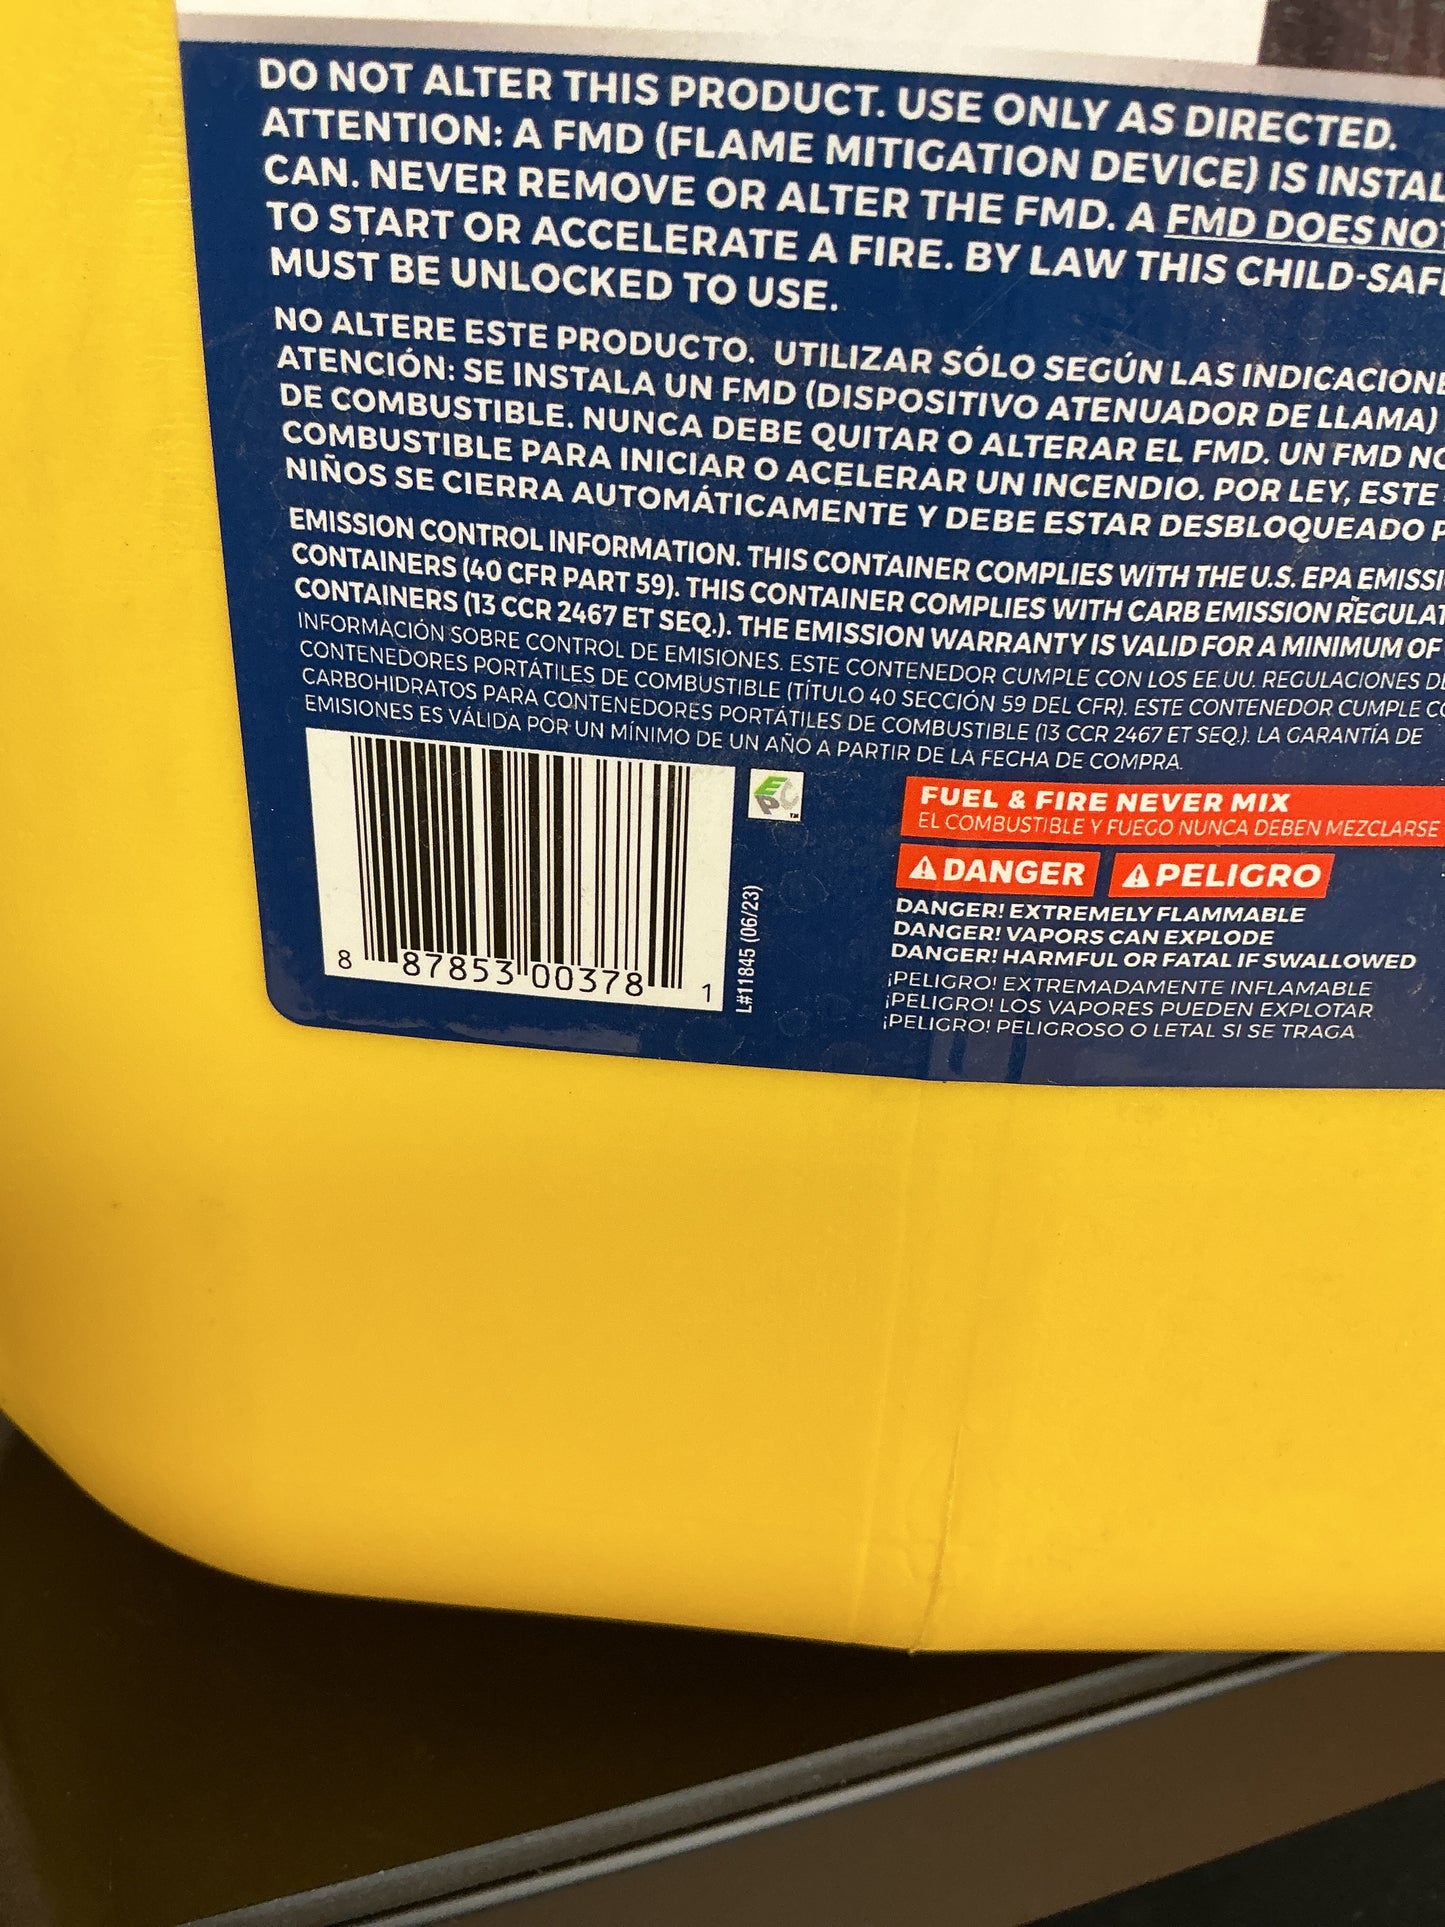 DO NOT ALTER THIS PRODUCT. USE ONLY AS DIRECTED.
ATTENTION: A FMD (FLAME MITIGATION DEVICE) IS
CAN. NEVER REMOVE OR ALTER THE FMD. A FMD DOES NOT
TO START OR ACCELERATE A FIRE. BY LAW THIS
MUST BE UNLOCKED TO USE.
NO ALTERE ESTE PRODUCTO. UTILIZAR SÓLO SEGÚN LAS
ATENCIÓN: SE INSTALA UN FMD (DISPOSITIVO ATENUADOR DE LLAMA)
DE COMBUSTIBLE. NUNCA DEBE QUITAR O ALTERAR EL FMD. UN FMD
COMBUSTIBLE PARA INICIAR O ACELERAR UN INCENDIO. POR LEY, ESTE
NIÑOS SE CIERRA AUTOMÁTICAMENTE Y DEBE ESTAR DESBLOQUEADO
EMISSION CONTROL INFORMATION. THIS CONTAINER COMPLIES WITH THE U.S. EPA
CONTAINERS (40 CFR PART 59). THIS CONTAINER COMPLIES WITH CARB EMISSION
CONTAINERS (13 CCR 2467 ET SEQ.). THE EMISSION WARRANTY IS VALID FOR A MINIMUM OF
INFORMACIÓN SOBRE CONTROL DE EMISIONES. ESTE CONTENEDOR CUMPLE CON LOS EE.UU. REGULACIONES
CONTENEDORES PORTÁTILES DE COMBUSTIBLE (TÍTULO 40 SECCIÓN 59 DEL CFR). ESTE CONTENEDOR CUMPLE
CARBOHIDRATOS PARA CONTENEDORES PORTÁTILES DE COMBUSTIBLE (13 CCR 2467 ET SEQ.). LA GARANTÍA DE
EMISIONES ES VÁLIDA POR UN MÍNIMO DE UN AÑO A PARTIR DE LA FECHA DE COMPRA.
8 87853 00378 1
EPC™
L#11845 (06/23)
FUEL & FIRE NEVER MIX
EL COMBUSTIBLE Y FUEGO NUNCA DEBEN MEZCLARSE
DANGER PELIGRO
DANGER! EXTREMELY FLAMMABLE
DANGER! VAPORS CAN EXPLODE
DANGER! HARMFUL OR FATAL IF SWALLOWED
¡PELIGRO! EXTREMADAMENTE INFLAMABLE
¡PELIGRO! LOS VAPORES PUEDEN EXPLOTAR
¡PELIGRO! PELIGROSO O LETAL SI SE TRAGA